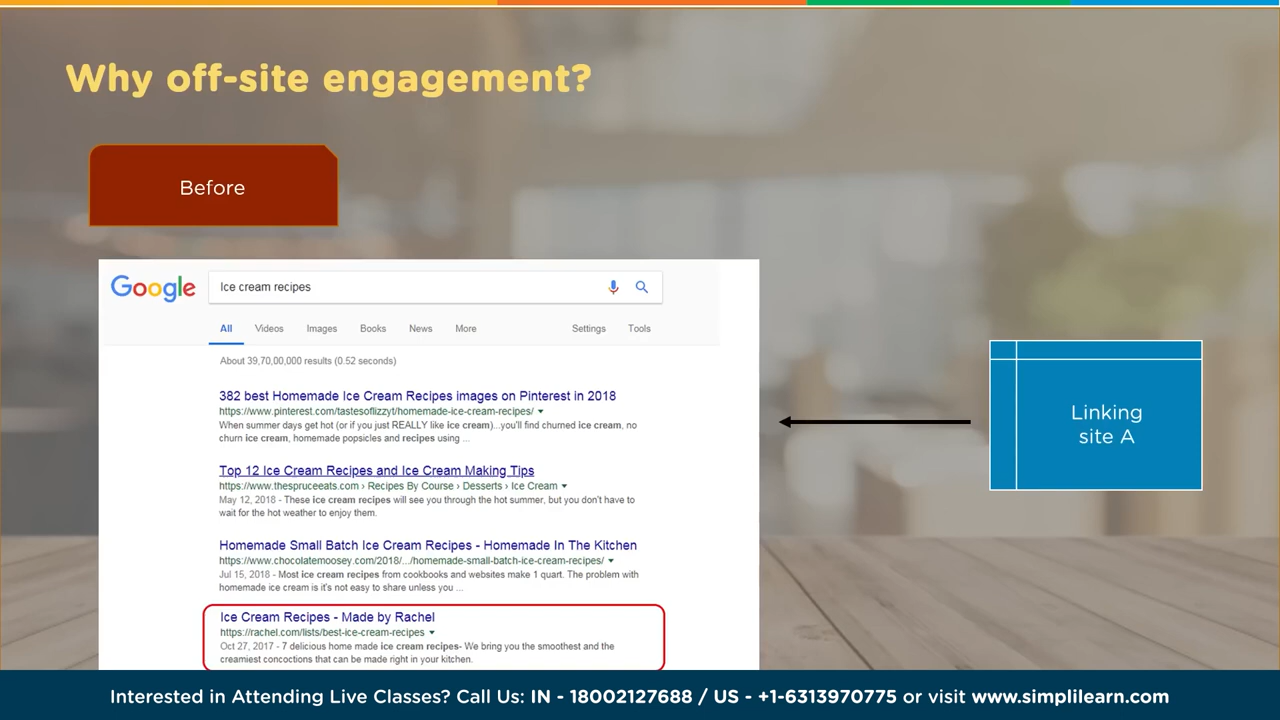 Why off-site engagement?
Before
Google
Ice cream recipes
All Videos Images Books News More Settings Tools
About 39,70,00,000 results (0.52 seconds)
382 best Homemade Ice Cream Recipes images on Pinterest in 2018
https://www.pinterest.com/tastesoflizzyt/homemade-ice-cream-recipes/
When summer days get hot (or if you just REALLY like ice cream)...you'll find churned ice cream, no
churn ice cream, homemade popsicles and recipes using ...
Top 12 Ice Cream Recipes and Ice Cream Making Tips
https://www.thespruceeats.com › Recipes By Course › Desserts › Ice Cream
May 12, 2018 - These ice cream recipes will see you through the hot summer, but you don't have to
wait for the hot weather to enjoy them.
Homemade Small Batch Ice Cream Recipes - Homemade In The Kitchen
https://www.chocolatemoosey.com/2018/.../homemade-small-batch-ice-cream-recipes/
Jul 15, 2018 - Most ice cream recipes from cookbooks and websites make 1 quart. The problem with
homemade ice cream is it's not easy to share unless you ...
Ice Cream Recipes - Made by Rachel
https://rachel.com/lists/best-ice-cream-recipes
Oct 27, 2017 - 7 delicious home made ice cream recipes- We bring you the smoothest and the
creamiest concoctions that can be made right in your kitchen.
Linking
site A
Interested in Attending Live Classes? Call Us: IN - 18002127688 / US - +1-6313970775 or visit www.simplilearn.com